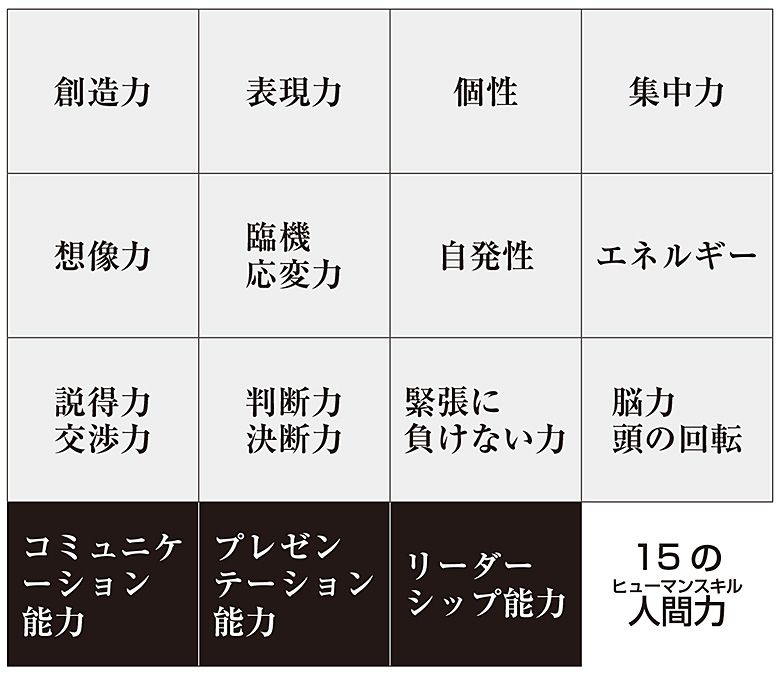 創造力
表現力
個性
集中力
想像力
臨機
応変力
自発性
エネルギー
説得力
交渉力
判断力
決断力
緊張に
負けない力
脳力
頭の回転
コミュニケ
ーション
能力
プレゼン
テーション
能力
リーダー
シップ能力
15の
ヒューマンスキル
人間力